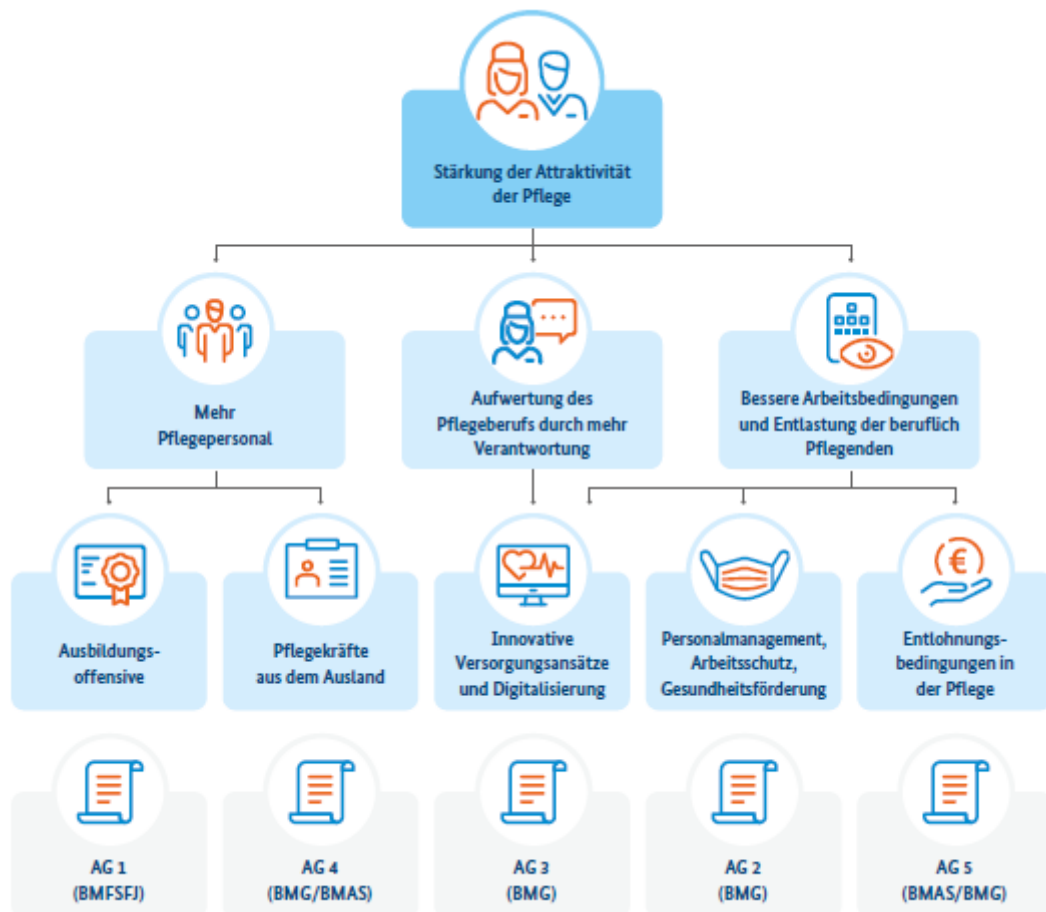 Stärkung der Attraktivität
der Pflege
Mehr
Pflegepersonal
Aufwertung des
Pflegeberufs durch mehr
Verantwortung
Bessere Arbeitsbedingungen
und Entlastung der beruflich
Pflegenden
Ausbildungs-
offensive
Pflegekräfte
aus dem Ausland
Innovative
Versorgungsansätze
und Digitalisierung
Personalmanagement,
Arbeitsschutz,
Gesundheitsförderung
€
Entlohnungs-
bedingungen in
der Pflege
AG 1
(BMFSFJ)
AG 4
(BMG/BMAS)
AG 3
(BMG)
AG 2
(BMG)
AG 5
(BMAS/BMG)